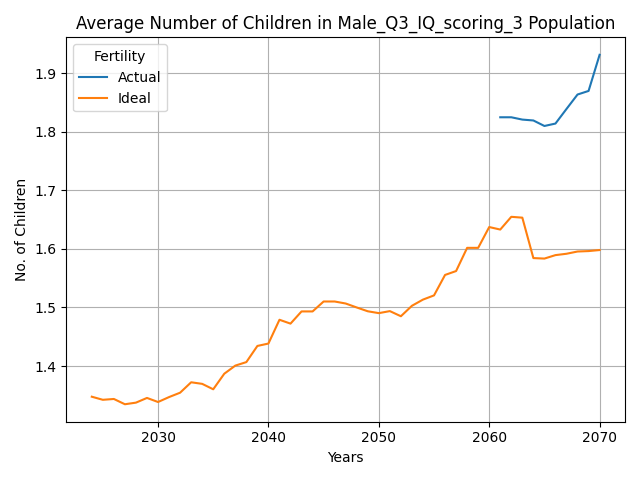 Average Number of Children in Male_Q3_IQ_scoring_3 Population
Fertility
Actual
Ideal
No. of Children
1.9
1.8
1.7
1.6
1.5
1.4
2030 2040 2050 2060 2070
Years